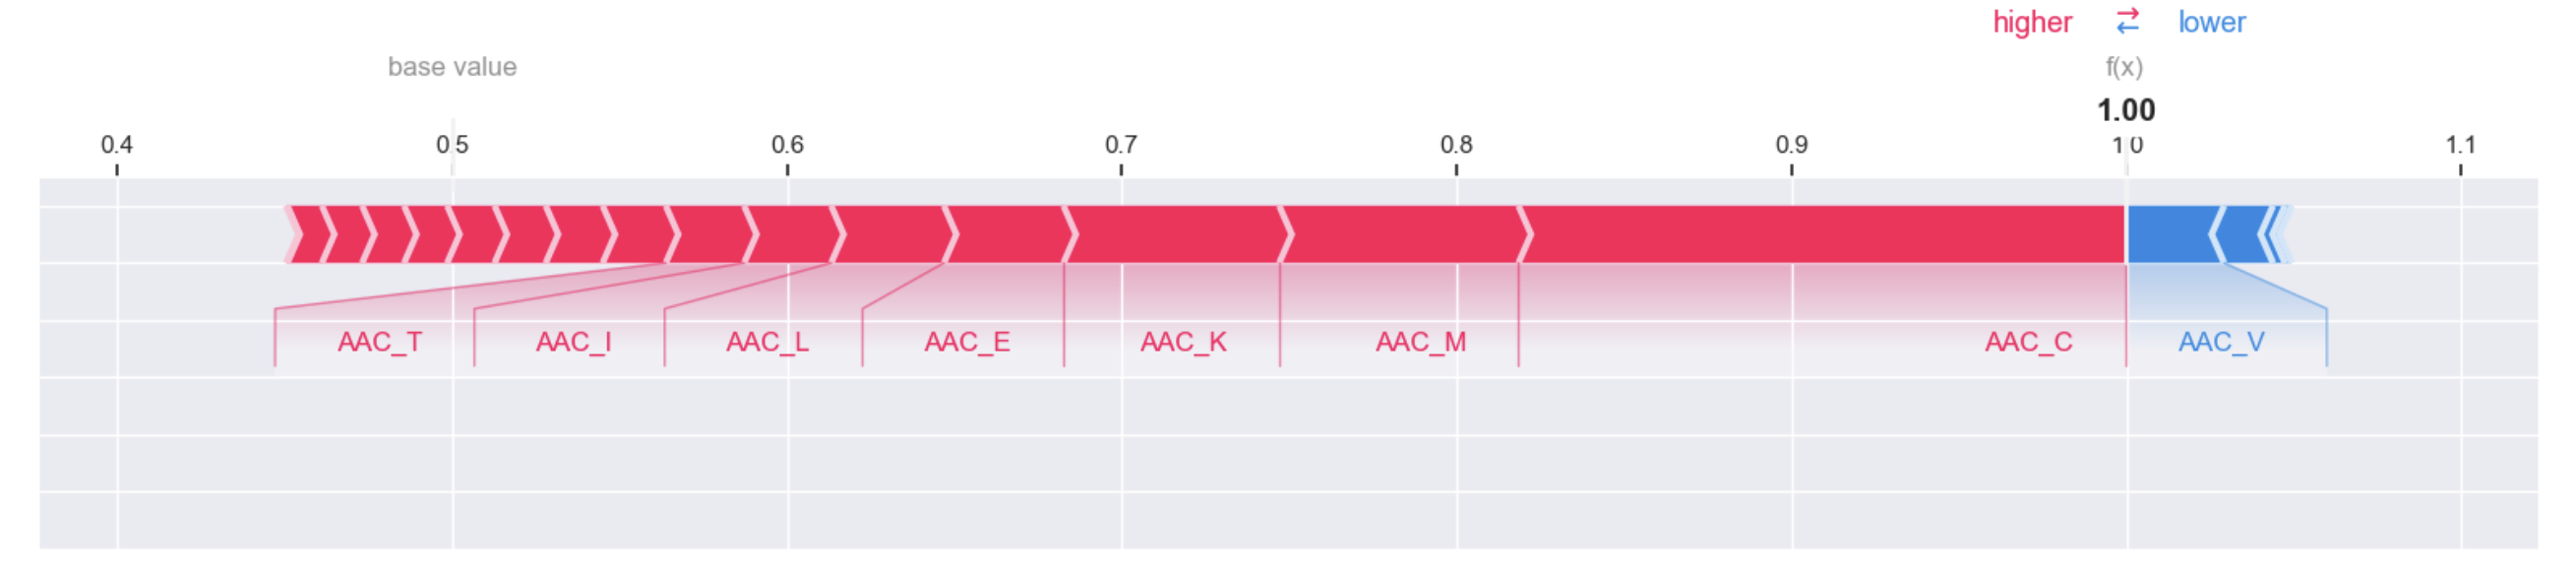 higher ⇄ lower
base value f(x)
1.00
0.4 0.5 0.6 0.7 0.8 0.9 1.0 1.1
AAC_T AAC_I AAC_L AAC_E AAC_K AAC_M AAC_C AAC_V